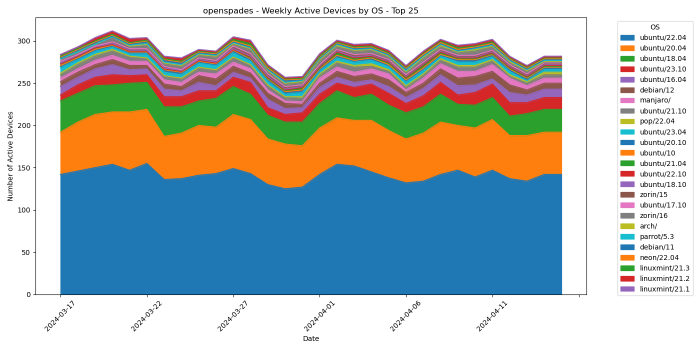 openspades - Weekly Active Devices by OS - Top 25
Number of Active Devices
300
250
200
150
100
50
0
2024-03-17
2024-03-22
2024-03-27
2024-04-01
2024-04-06
2024-04-11
Date
OS
ubuntu/22.04
ubuntu/20.04
ubuntu/18.04
ubuntu/23.10
ubuntu/16.04
debian/12
manjaro/
ubuntu/21.10
pop/22.04
ubuntu/23.04
ubuntu/20.10
ubuntu/10
ubuntu/21.04
ubuntu/22.10
ubuntu/18.10
zorin/15
ubuntu/17.10
zorin/16
arch/
parrot/5.3
debian/11
neon/22.04
linuxmint/21.3
linuxmint/21.2
linuxmint/21.1